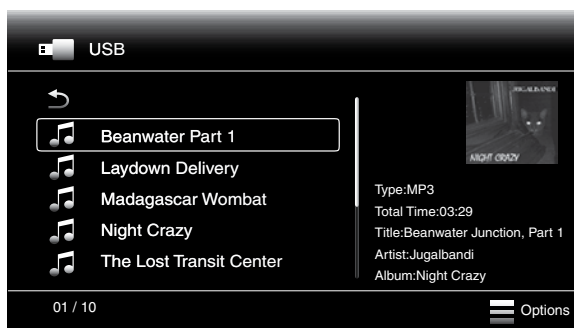 USB
Beanwater Part 1
Laydown Delivery
Madagascar Wombat
Night Crazy
The Lost Transit Center
JUGALBANDI
NIGHT CRAZY
Type:MP3
Total Time:03:29
Title:Beanwater Junction, Part 1
Artist:Jugalbandi
Album:Night Crazy
01 / 10
Options